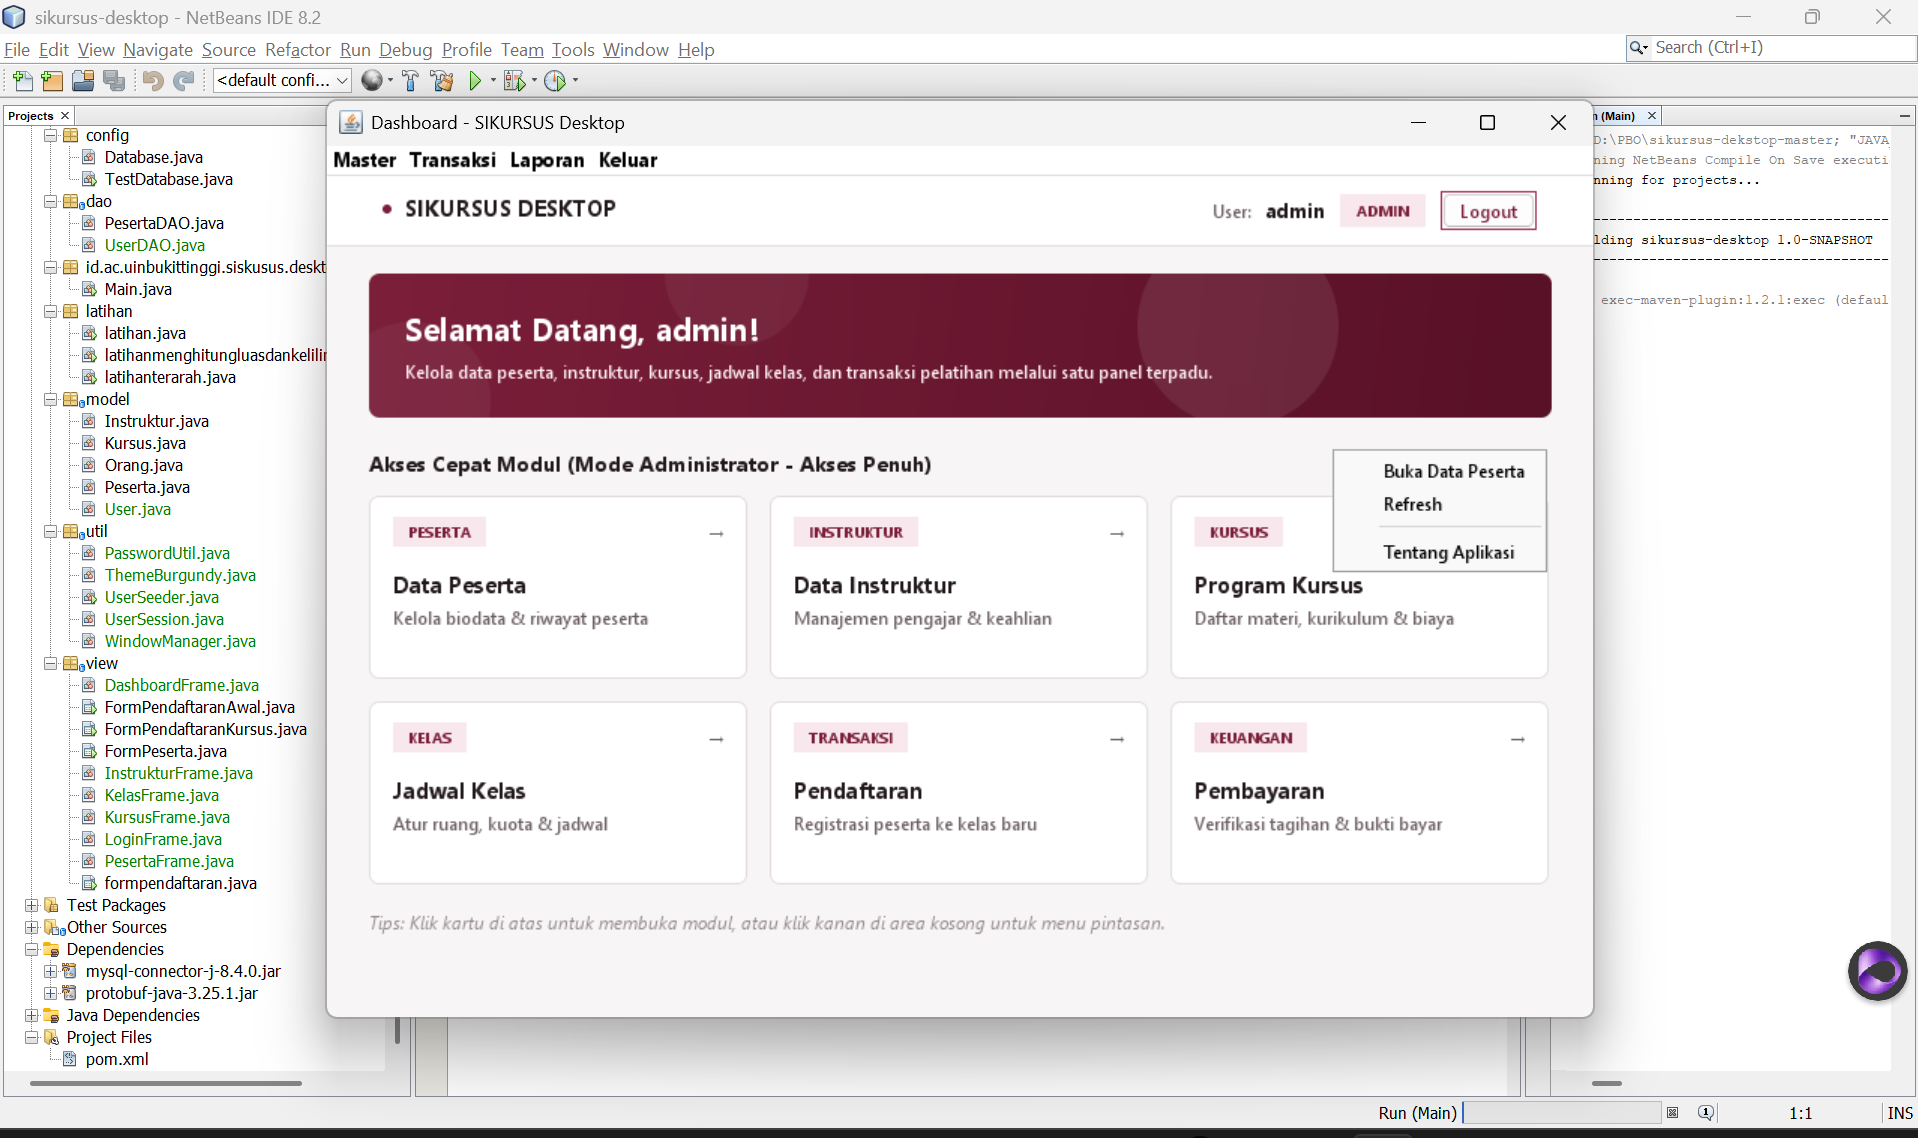 sikursus-desktop - NetBeans IDE 8.2
File Edit View Navigate Source Refactor Run Debug Profile Team Tools Window Help
Search (Ctrl+I)
<default confi...
Projects
config
Database.java
TestDatabase.java
dao
PesertaDAO.java
UserDAO.java
id.ac.uinbukittinggi.siskusus.deskt
Main.java
latihan
latihan.java
latihanmenghitungluasdankelilin
latihanterarah.java
model
Instruktur.java
Kursus.java
Orang.java
Peserta.java
User.java
util
PasswordUtil.java
ThemeBurgundy.java
UserSeeder.java
UserSession.java
WindowManager.java
view
DashboardFrame.java
FormPendaftaranAwal.java
FormPendaftaranKursus.java
FormPeserta.java
InstrukturFrame.java
KelasFrame.java
KursusFrame.java
LoginFrame.java
PesertaFrame.java
formpendaftaran.java
Test Packages
Other Sources
Dependencies
mysql-connector-j-8.4.0.jar
protobuf-java-3.25.1.jar
Java Dependencies
Project Files
pom.xml
Dashboard - SIKURSUS Desktop
Master Transaksi Laporan Keluar
• SIKURSUS DESKTOP
User: admin ADMIN Logout
Selamat Datang, admin!
Kelola data peserta, instruktur, kursus, jadwal kelas, dan transaksi pelatihan melalui satu panel terpadu.
Akses Cepat Modul (Mode Administrator - Akses Penuh)
Buka Data Peserta
Refresh
Tentang Aplikasi
PESERTA →
Data Peserta
Kelola biodata & riwayat peserta
INSTRUKTUR →
Data Instruktur
Manajemen pengajar & keahlian
KURSUS
Program Kursus
Daftar materi, kurikulum & biaya
KELAS →
Jadwal Kelas
Atur ruang, kuota & jadwal
TRANSAKSI →
Pendaftaran
Registrasi peserta ke kelas baru
KEUANGAN →
Pembayaran
Verifikasi tagihan & bukti bayar
Tips: Klik kartu di atas untuk membuka modul, atau klik kanan di area kosong untuk menu pintasan.
n (Main)
D:\PBO\sikursus-dekstop-master; "JAVA
ning NetBeans Compile On Save executi
nning for projects...
lding sikursus-desktop 1.0-SNAPSHOT
exec-maven-plugin:1.2.1:exec (defaul
Run (Main)
1
1:1
INS